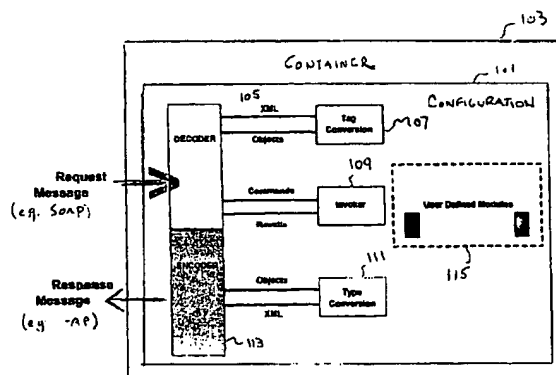 103
CONTAINER
101
CONFIGURATION
105
XML
DECODER
Tag
Conversion
107
Objects
Request
Message
(e.g. SOAP)
109
Commands
Invoker
Results
User Defined Modules
115
111
ENCODER
Objects
Type
Conversion
XML
Response
Message
(e.g.
113